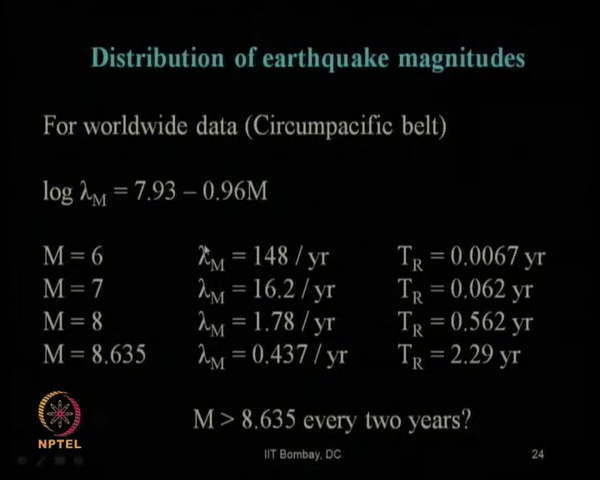 Distribution of earthquake magnitudes
For worldwide data (Circumpacific belt)
log λM = 7.93 – 0.96M
M = 6 λM = 148 / yr TR = 0.0067 yr
M = 7 λM = 16.2 / yr TR = 0.062 yr
M = 8 λM = 1.78 / yr TR = 0.562 yr
M = 8.635 λM = 0.437 / yr TR = 2.29 yr
M > 8.635 every two years?
NPTEL
IIT Bombay, DC
24